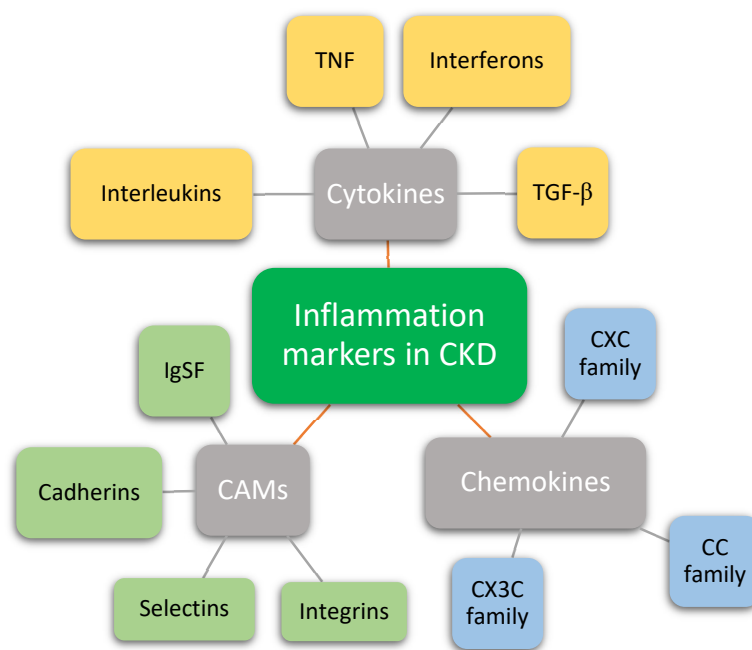 TNF
Interferons
Interleukins
Cytokines
TGF-β
Inflammation
markers in CKD
IgSF
CXC
family
Cadherins
CAMs
Chemokines
Selectins
Integrins
CX3C
family
CC
family